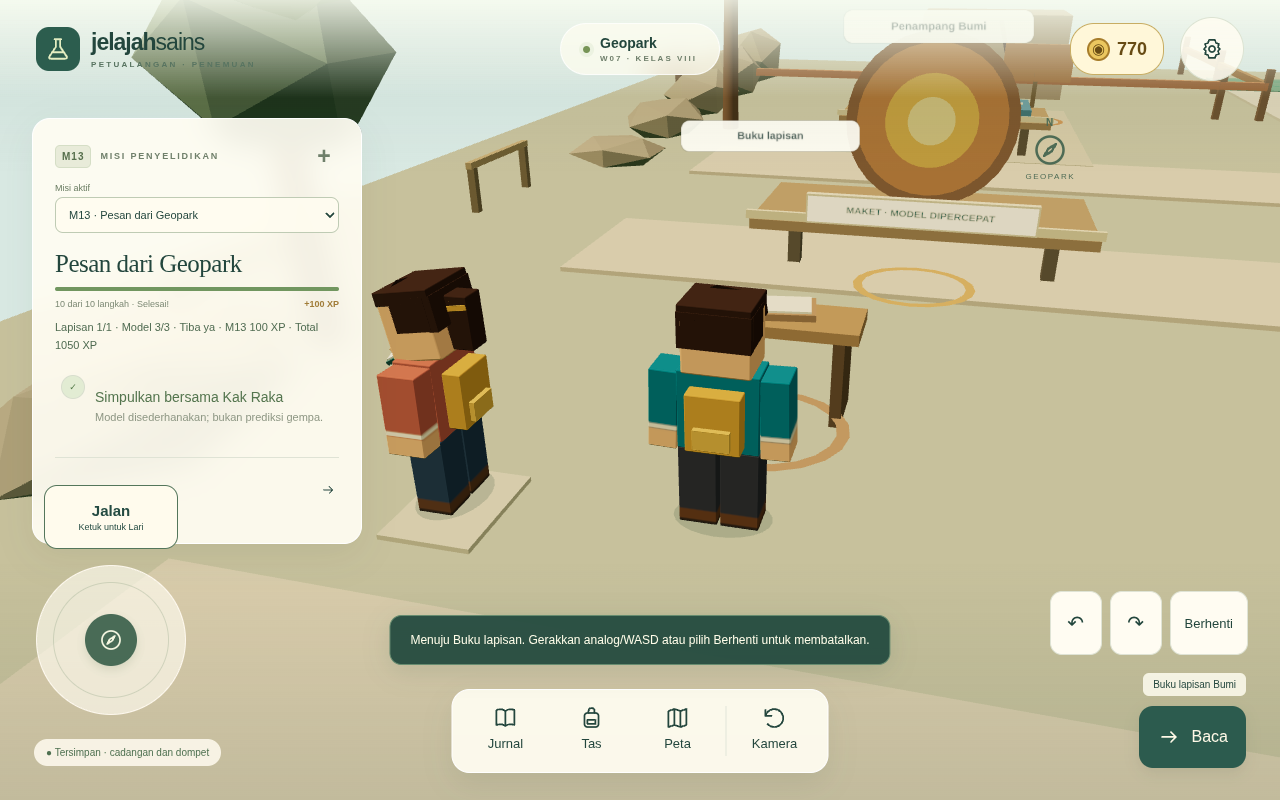 jelajahsains
PETUALANGAN · PENEMUAN
Geopark
W07 · KELAS VIII
Penampang Bumi
770
Buku lapisan
N
GEOPARK
MAKET · MODEL DIPERCEPAT
M13 MISI PENYELIDIKAN
Misi aktif
M13 · Pesan dari Geopark
Pesan dari Geopark
10 dari 10 langkah · Selesai! +100 XP
Lapisan 1/1 · Model 3/3 · Tiba ya · M13 100 XP · Total
1050 XP
Simpulkan bersama Kak Raka
Model disederhanakan; bukan prediksi gempa.
Jalan
Ketuk untuk Lari
Menuju Buku lapisan. Gerakkan analog/WASD atau pilih Berhenti untuk membatalkan.
Berhenti
Buku lapisan Bumi
Baca
Jurnal Tas Peta Kamera
Tersimpan · cadangan dan dompet